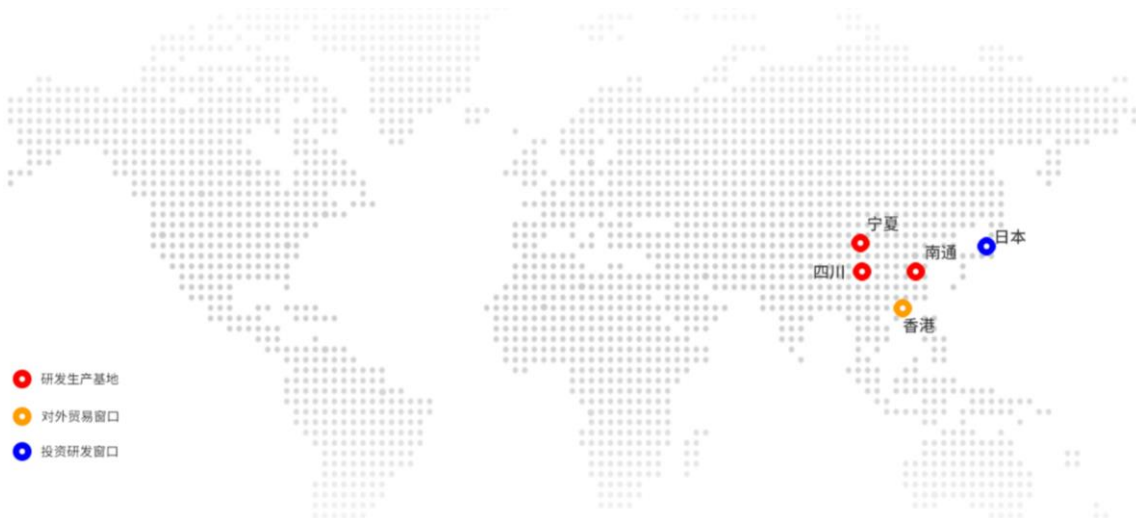 宁夏
日本
南通
四川
香港
研发生产基地
对外贸易窗口
投资研发窗口